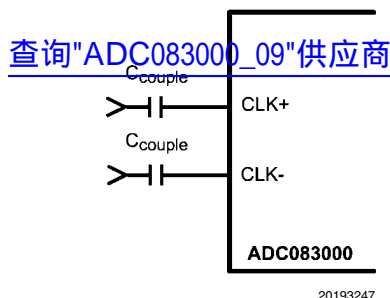 查询"ADC083000_09"供应商
Ccouple
CLK+
Ccouple
CLK-
ADC083000
20193247